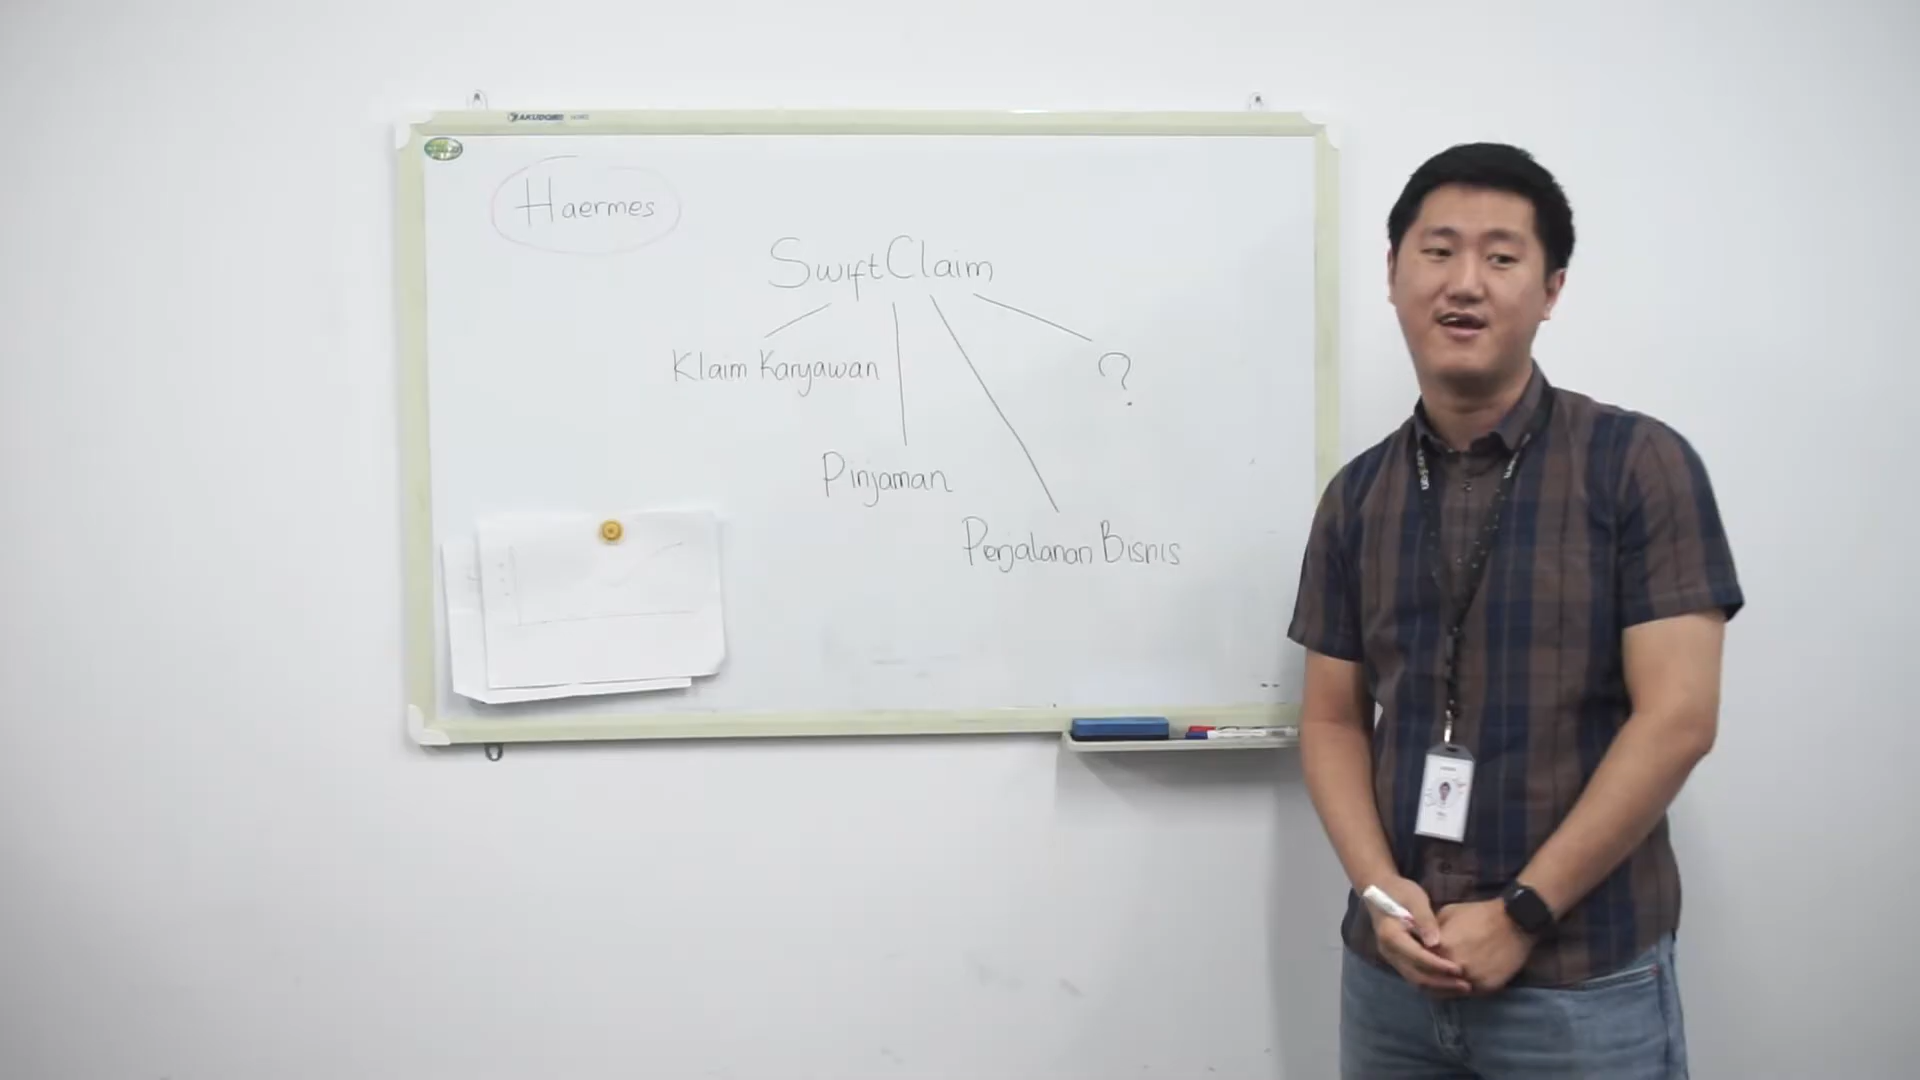 Haermes
SwiftClaim
Klaim Karyawan
?
Pinjaman
Perjalanan Bisnis